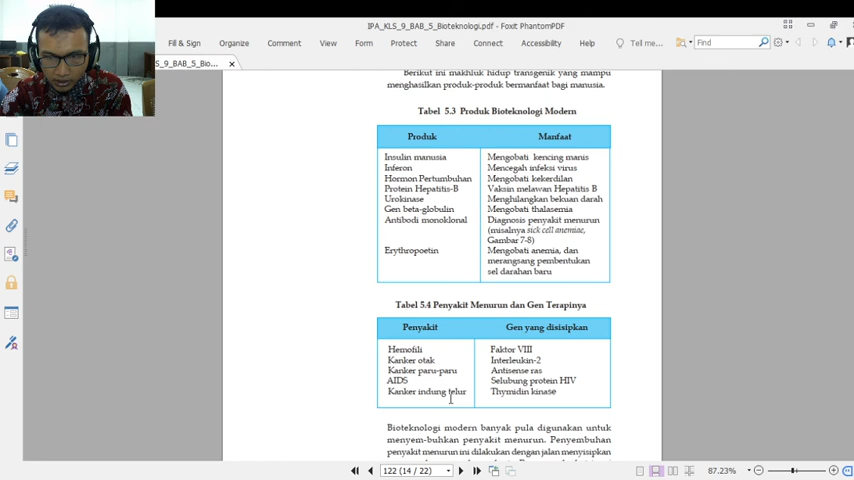 IPA_KLS_9_BAB_5_Bioteknologi.pdf - Foxit PhantomPDF
Fill & Sign Organize Comment View Protect Share Connect Accessibility Help Tell me... Find
S_9_BAB_5_Bio...
Berikut ini makhluk hidup transgenik yang mampu
menghasilkan produk-produk bermanfaat bagi manusia.
Tabel 5.3 Produk Bioteknologi Modern
Produk Manfaat
Insulin manusia Mengobati kencing manis
Inferon Mencegah infeksi virus
Hormon Pertumbuhan Mengobati kekerdilan
Protein Hepatitis-B Vaksin melawan Hepatitis B
Urokinase Menghilangkan bekuan darah
Gen beta-globulin Mengobati thalasemia
Antibodi monoklonal Diagnosis penyakit menurun
(misalnya sick cell anemiae,
Gambar 7-8)
Erythropoetin Mengobati anemia, dan
merangsang pembentukan
sel darahan baru
Tabel 5.4 Penyakit Menurun dan Gen Terapinya
Penyakit Gen yang disisipkan
Hemofili Faktor VIII
Kanker otak Interleukin-2
Kanker paru-paru Antisense ras
AIDS Selubung protein HIV
Kanker indung telur Thymidin kinase
Bioteknologi modern banyak pula digunakan untuk
menyem-buhkan penyakit menurun. Penyembuhan
penyakit menurun ini dilakukan dengan jalan menyisipkan
122 (14 / 22) 87.23%